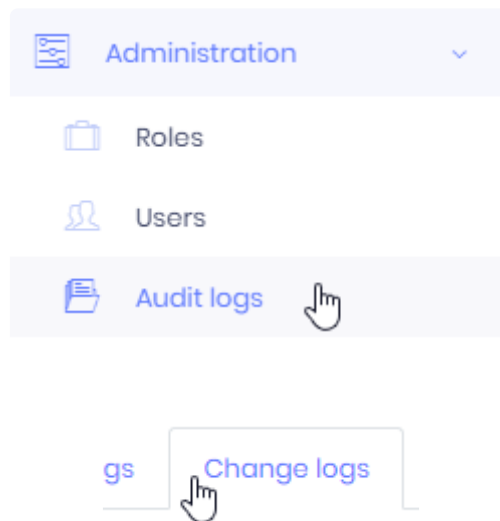 Administration
Roles
Users
Audit logs
gs Change logs